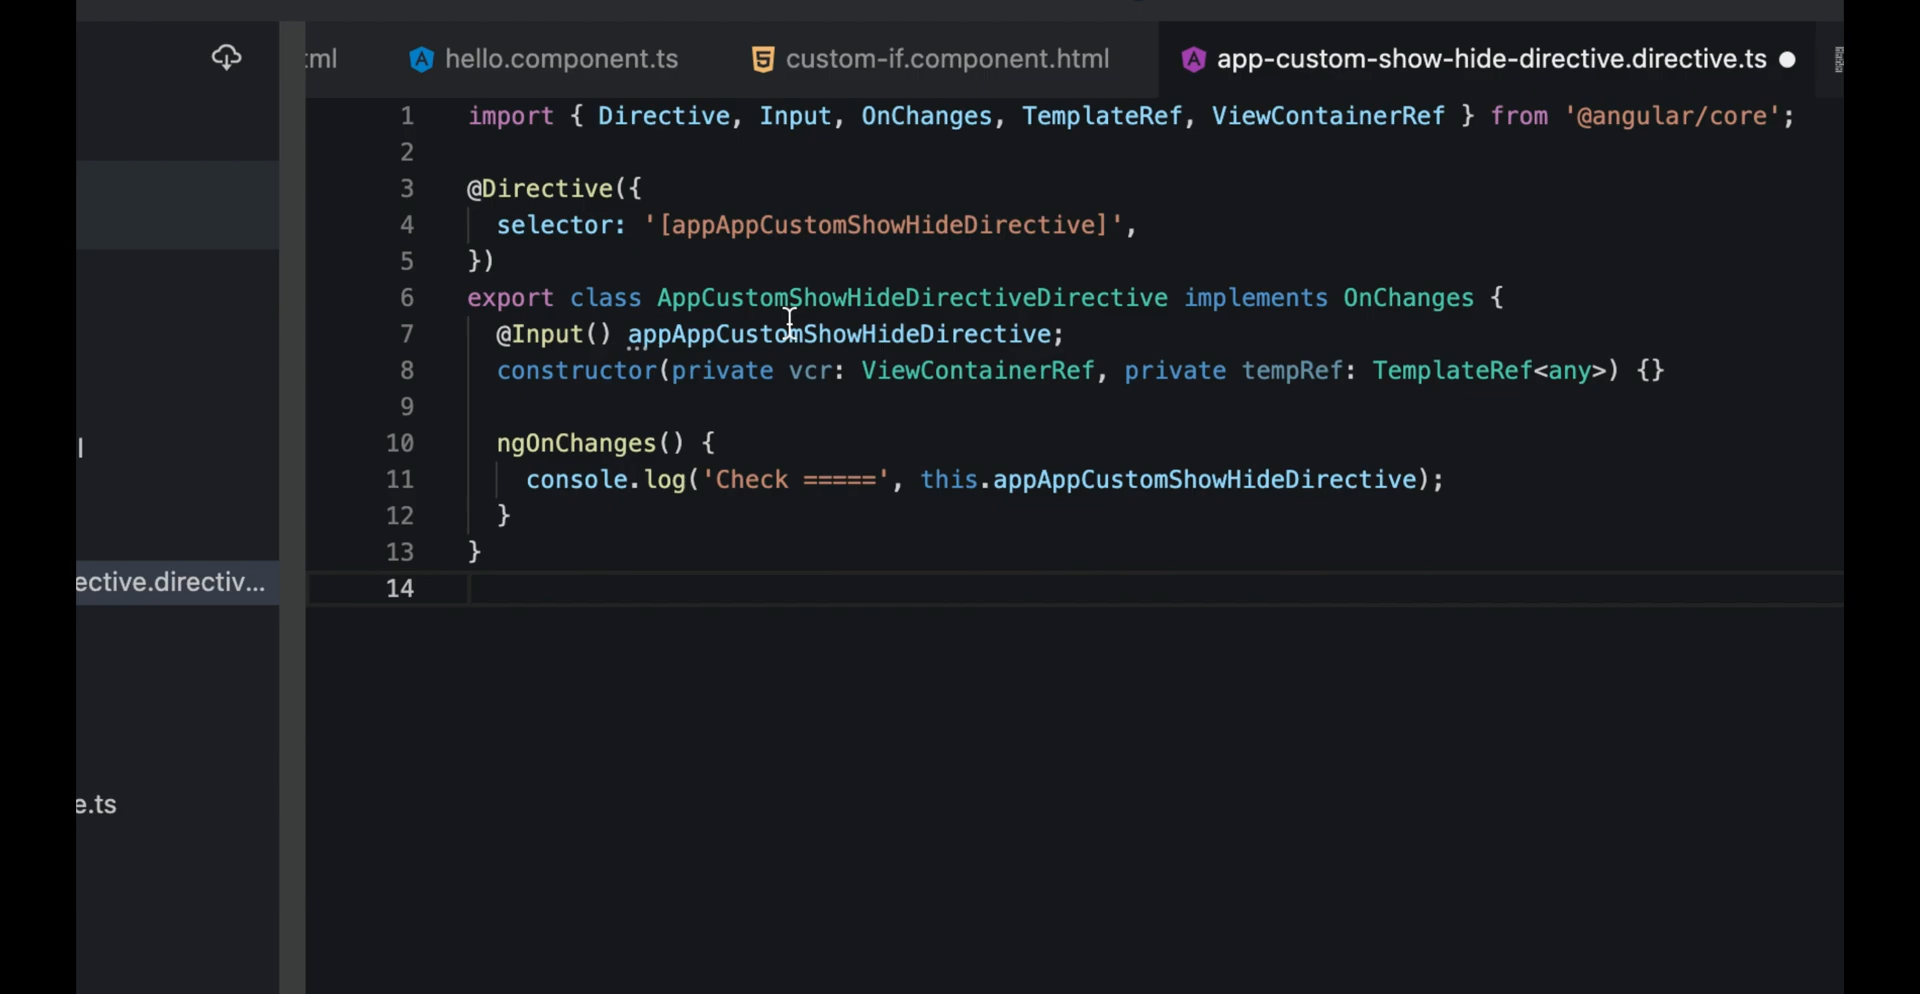 ml
hello.component.ts
custom-if.component.html
app-custom-show-hide-directive.directive.ts
1 import { Directive, Input, OnChanges, TemplateRef, ViewContainerRef } from '@angular/core';
2
3 @Directive({
4 selector: '[appAppCustomShowHideDirective]',
5 })
6 export class AppCustomShowHideDirectiveDirective implements OnChanges {
7 @Input() appAppCustomShowHideDirective;
8 constructor(private vcr: ViewContainerRef, private tempRef: TemplateRef<any>) {}
9
10 ngOnChanges() {
11 console.log('Check =====', this.appAppCustomShowHideDirective);
12 }
13 }
14
l
ective.directiv...
e.ts